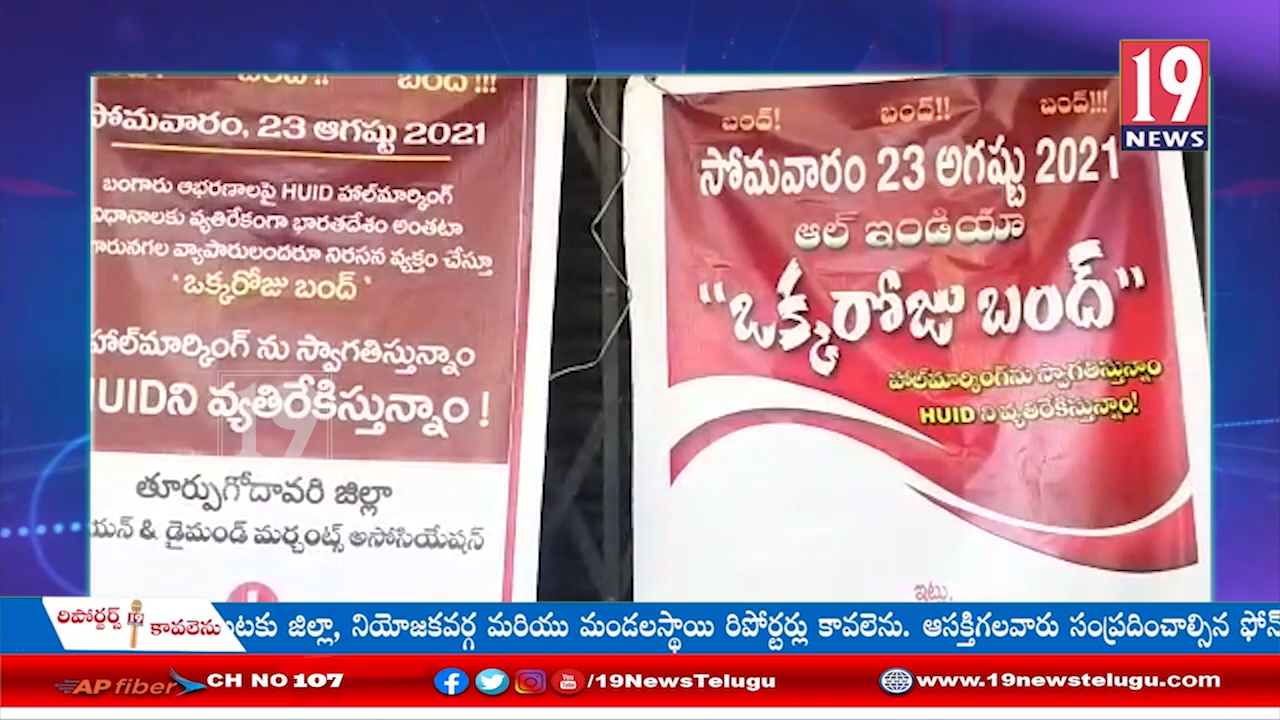 బంద్!!!
సోమవారం, 23 ఆగష్టు 2021
బంగారు ఆభరణాలపై HUID హాల్‌మార్కింగ్
విధానాలకు వ్యతిరేకంగా భారతదేశం అంతటా
వ్యాపారులందరూ నిరసన వ్యక్తం చేస్తూ
"ఒక్కరోజు బంద్"
హాల్‌మార్కింగ్ ను స్వాగతిస్తున్నాం
HUIDని వ్యతిరేకిస్తున్నాం !
తూర్పుగోదావరి జిల్లా
& డైమండ్ మర్చంట్స్ అసోసియేషన్
బంద్! బంద్!! బంద్!!!
సోమవారం 23 అగష్టు 2021
ఆల్ ఇండియా
"ఒక్కరోజు బంద్"
హాల్‌మార్కింగ్‌ను స్వాగతిస్తున్నాం
HUID ని వ్యతిరేకిస్తున్నాం!
ఇట్లు,
19
NEWS
19
రిపోర్టర్స్ 19 కావలెను
జిల్లా, నియోజకవర్గ మరియు మండలస్థాయి రిపోర్టర్లు కావలెను. ఆసక్తిగలవారు సంప్రదించాల్సిన ఫోన్
AP fiber CH NO 107 /19NewsTelugu www.19newstelugu.com